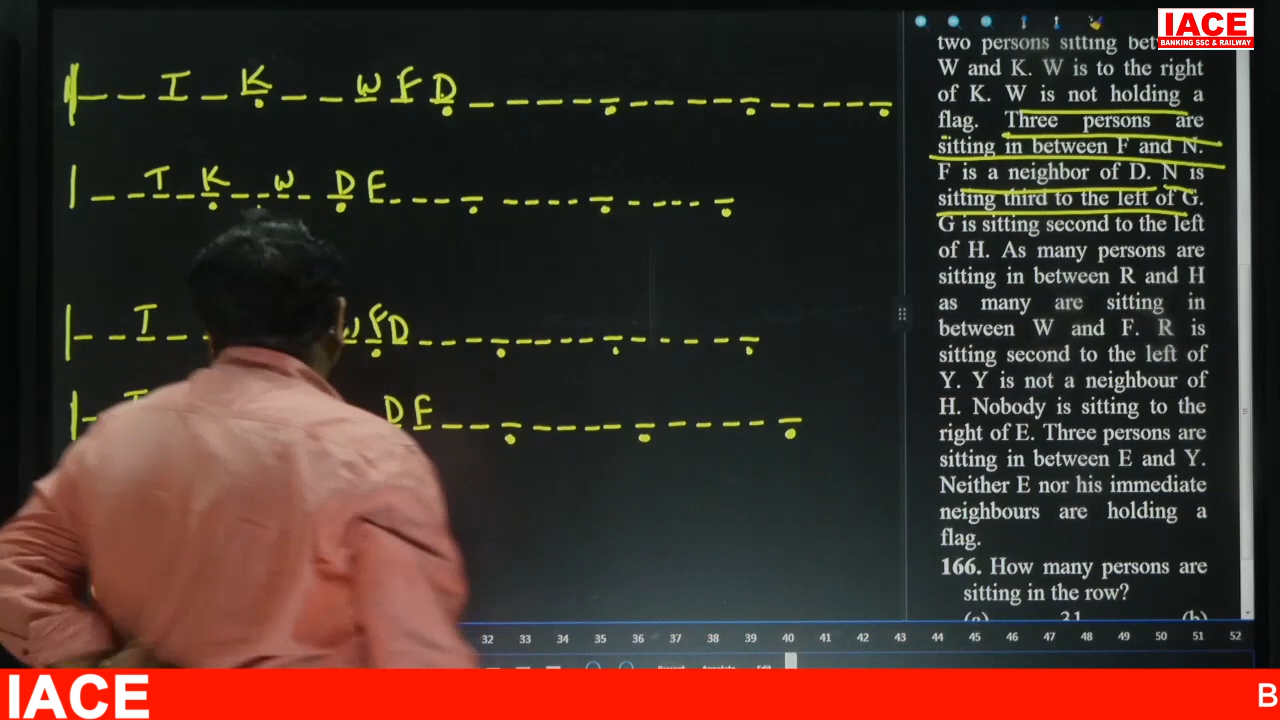 IACE
BANKING SSC & RAILWAY
two persons sitting
W and K. W is to the right
of K. W is not holding a
flag. Three persons are
sitting in between F and N.
F is a neighbor of D. N is
sitting third to the left of G.
G is sitting second to the left
of H. As many persons are
sitting in between R and H
as many are sitting in
between W and F. R is
sitting second to the left of
Y. Y is not a neighbour of
H. Nobody is sitting to the
right of E. Three persons are
sitting in between E and Y.
Neither E nor his immediate
neighbours are holding a
flag.
166. How many persons are
sitting in the row?
I K W F D
I K W D F
I F D
D F
32 33 34 35 36 37 38 39 40 41 42 43 44 45 46 47 48 49 50 51 52
IACE
B